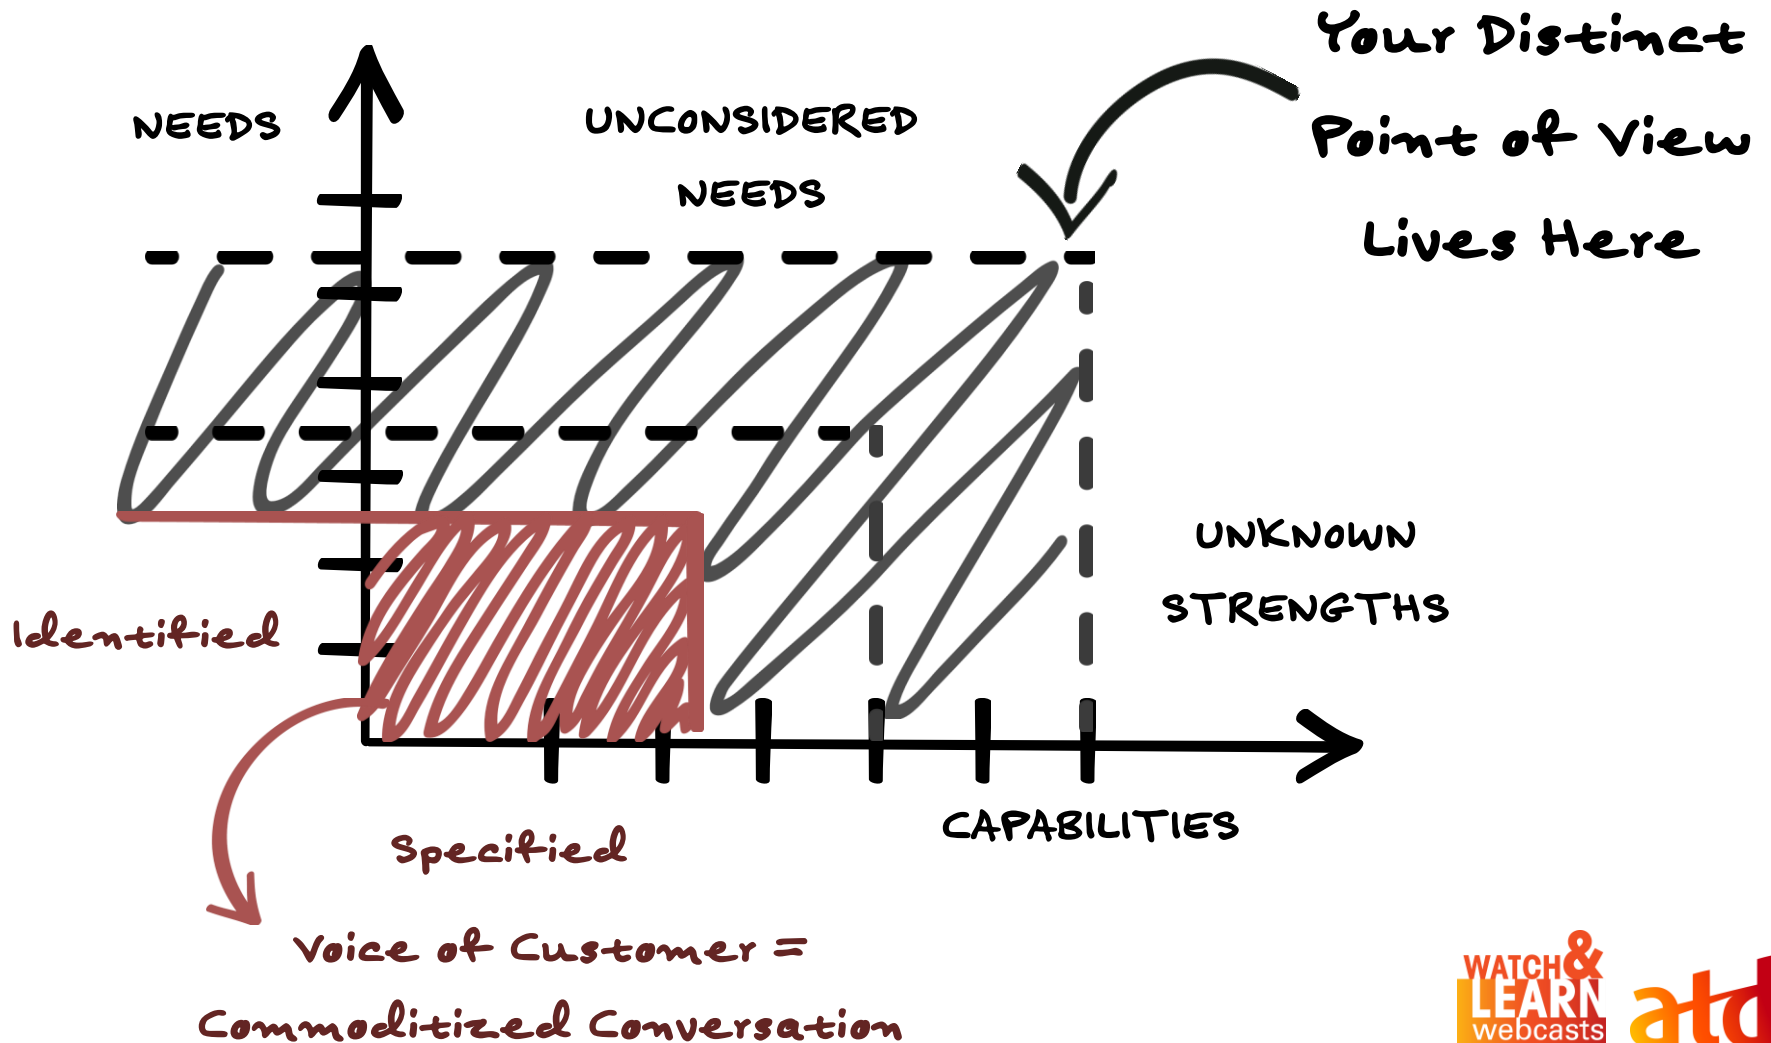 Your Distinct
Point of View
Lives Here
NEEDS
UNCONSIDERED
NEEDS
UNKNOWN
STRENGTHS
Identified
CAPABILITIES
Specified
Voice of Customer =
Commoditized Conversation
WATCH&
LEARN
webcasts
atd